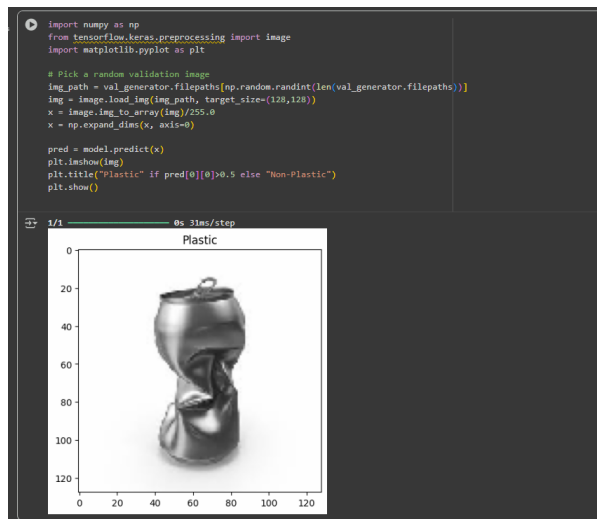 import numpy as np
from tensorflow.keras.preprocessing import image
import matplotlib.pyplot as plt
# Pick a random validation image
img_path = val_generator.filepaths[np.random.randint(len(val_generator.filepaths))]
img = image.load_img(img_path, target_size=(128,128))
x = image.img_to_array(img)/255.0
x = np.expand_dims(x, axis=0)
pred = model.predict(x)
plt.imshow(img)
plt.title("Plastic" if pred[0][0]>0.5 else "Non-Plastic")
plt.show()
1/1 0s 31ms/step
Plastic
0
20
40
60
80
100
120
0 20 40 60 80 100 120